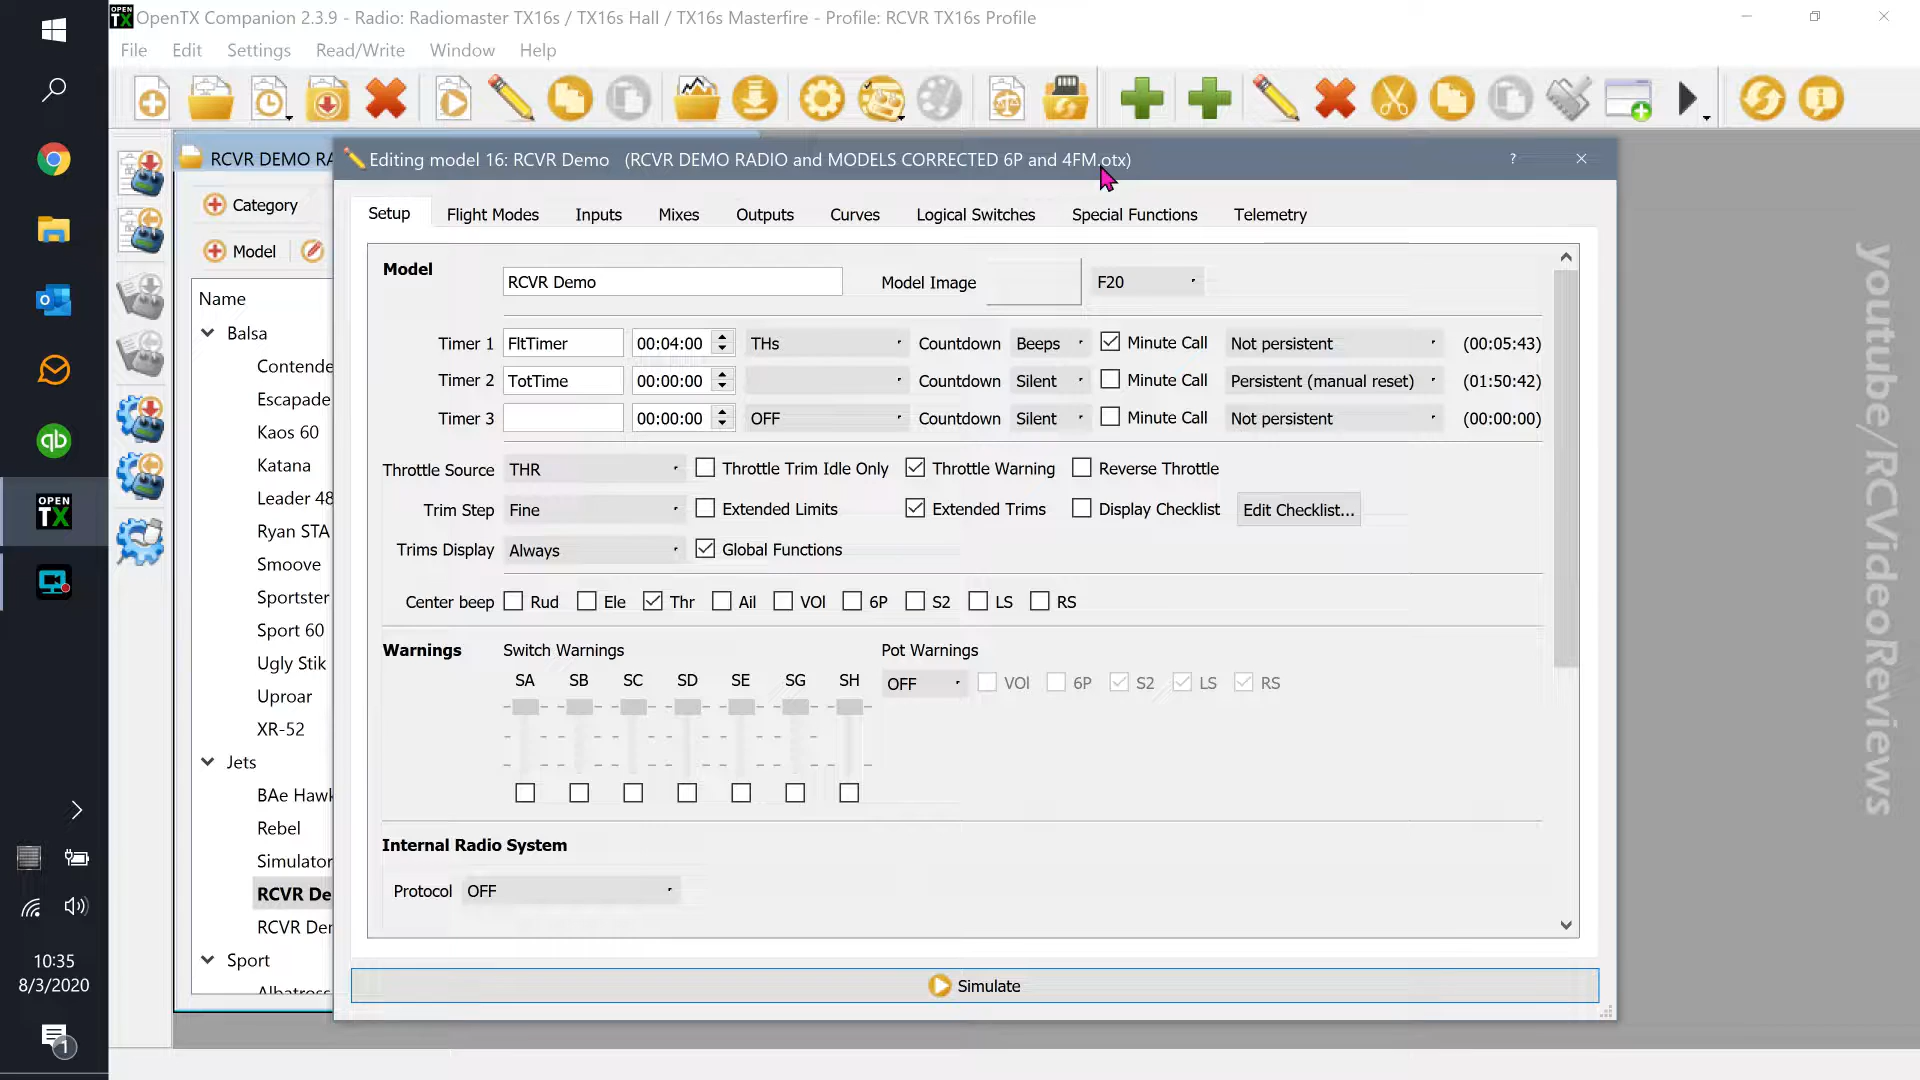 OpenTX Companion 2.3.9 - Radio: Radiomaster TX16s / TX16s Hall / TX16s Masterfire - Profile: RCVR TX16s Profile
File Edit Settings Read/Write Window Help
RCVR DEMO RA
Editing model 16: RCVR Demo (RCVR DEMO RADIO and MODELS CORRECTED 6P and 4FM.otx)
Category
Model
Name
Balsa
Contende
Escapade
Kaos 60
Katana
Leader 48
Ryan STA
Smoove
Sportster
Sport 60
Ugly Stik
Uproar
XR-52
Jets
BAe Hawk
Rebel
Simulator
RCVR De
RCVR Der
Sport
Albatross
Setup Flight Modes Inputs Mixes Outputs Curves Logical Switches Special Functions Telemetry
Model RCVR Demo Model Image F20
Timer 1 FltTimer 00:04:00 THs Countdown Beeps Minute Call Not persistent (00:05:43)
Timer 2 TotTime 00:00:00 Countdown Silent Minute Call Persistent (manual reset) (01:50:42)
Timer 3 00:00:00 OFF Countdown Silent Minute Call Not persistent (00:00:00)
Throttle Source THR Throttle Trim Idle Only Throttle Warning Reverse Throttle
Trim Step Fine Extended Limits Extended Trims Display Checklist Edit Checklist...
Trims Display Always Global Functions
Center beep Rud Ele Thr Ail VOl 6P S2 LS RS
Warnings Switch Warnings Pot Warnings
SA SB SC SD SE SG SH OFF VOl 6P S2 LS RS
Internal Radio System
Protocol OFF
Simulate
OPEN
TX
OPEN
TX
qb
10:35
8/3/2020
1
youtube/RCVideoReviews